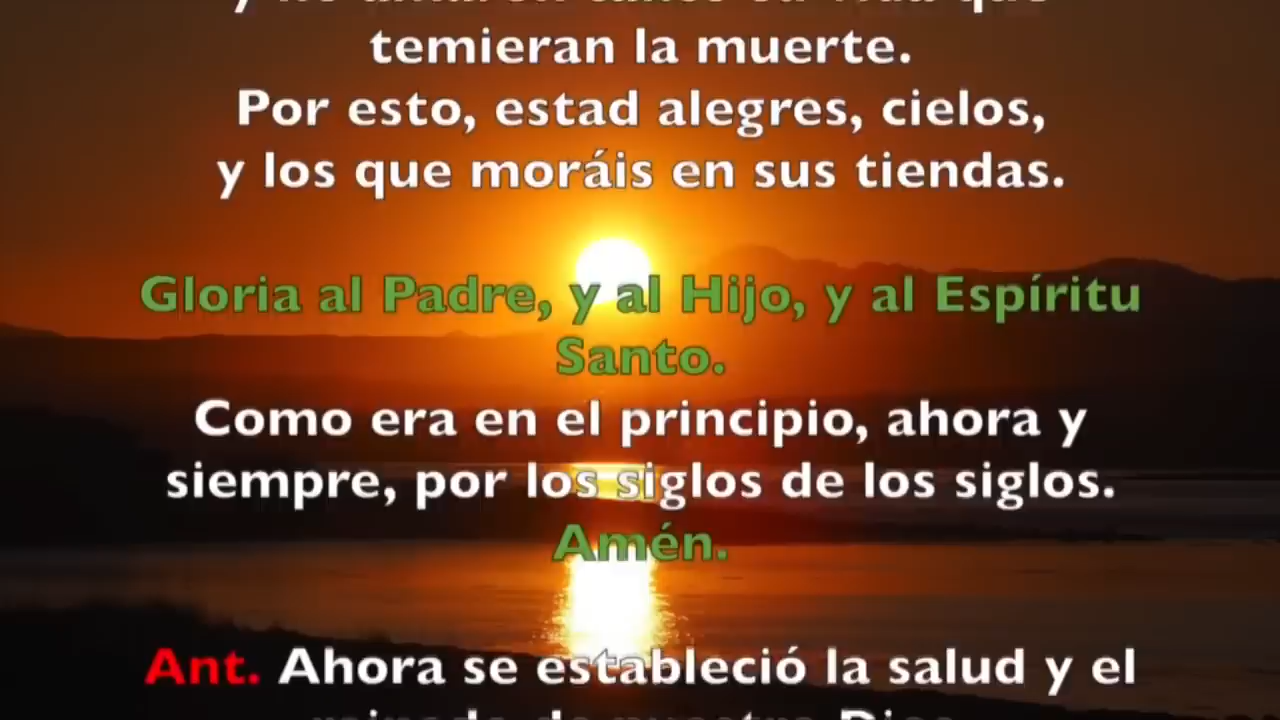 temieran la muerte.
Por esto, estad alegres, cielos,
y los que moráis en sus tiendas.
Gloria al Padre, y al Hijo, y al Espíritu
Santo.
Como era en el principio, ahora y
siempre, por los siglos de los siglos.
Amén.
Ant. Ahora se estableció la salud y el